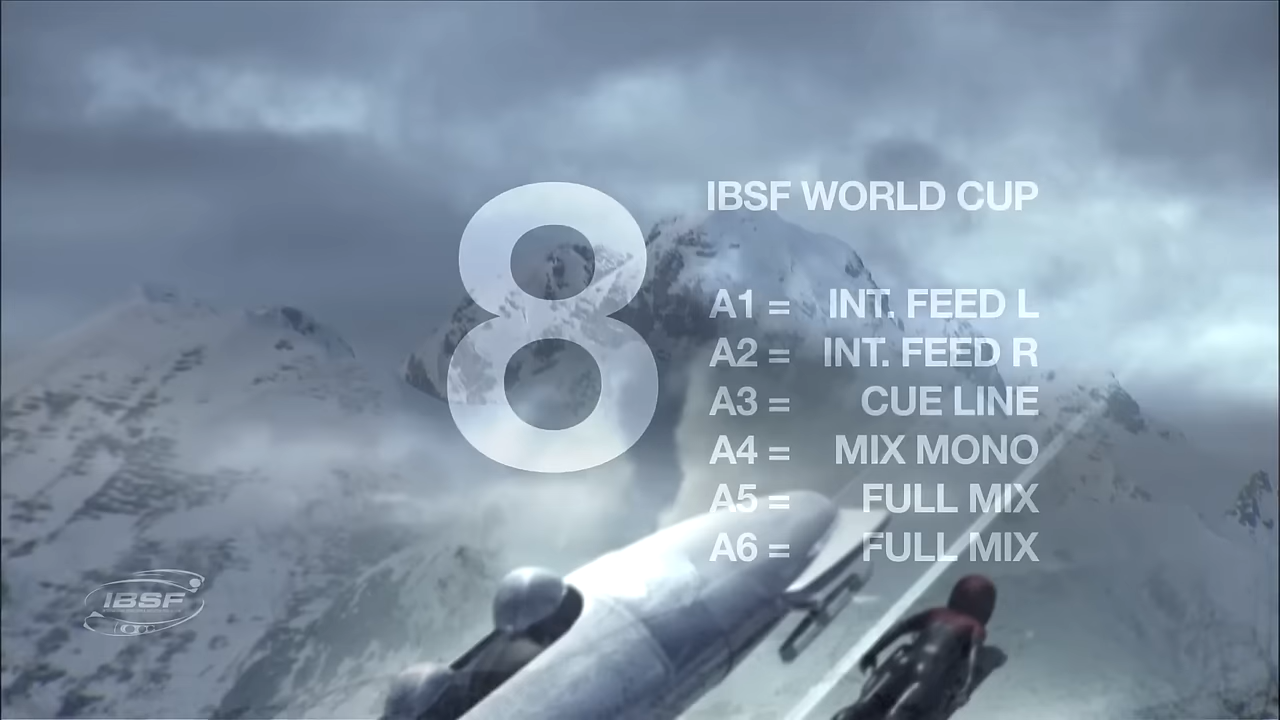 8
IBSF WORLD CUP
A1 = INT. FEED L
A2 = INT. FEED R
A3 = CUE LINE
A4 = MIX MONO
A5 = FULL MIX
A6 = FULL MIX
IBSF